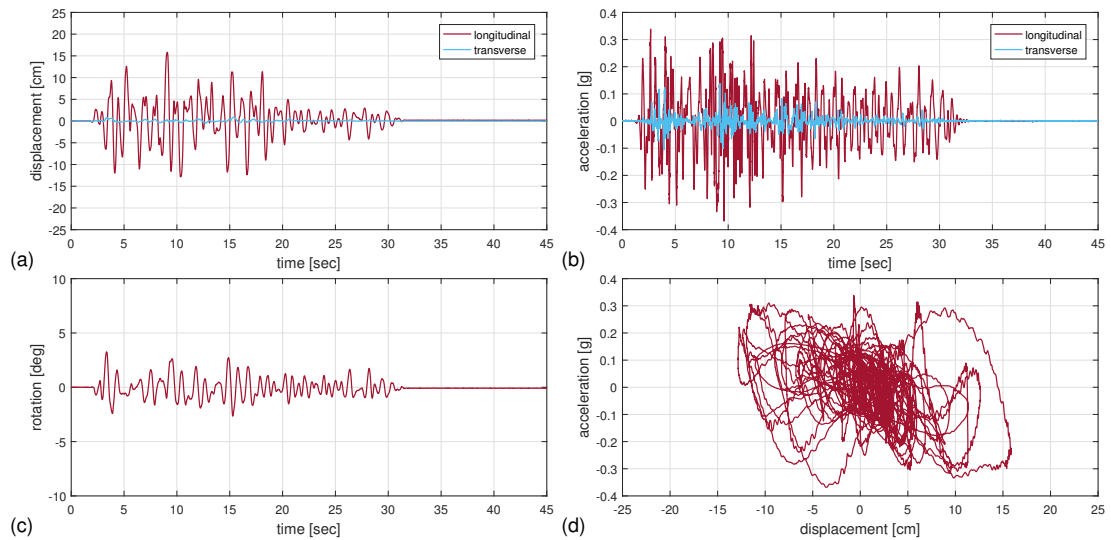 25
20
15
10
5
0
-5
-10
-15
-20
-25
displacement [cm]
0 5 10 15 20 25 30 35 40 45
time [sec]
longitudinal
transverse
(a)
0.4
0.3
0.2
0.1
0
-0.1
-0.2
-0.3
-0.4
acceleration [g]
0 5 10 15 20 25 30 35 40 45
time [sec]
longitudinal
transverse
(b)
10
5
0
-5
-10
rotation [deg]
0 5 10 15 20 25 30 35 40 45
time [sec]
(c)
0.4
0.3
0.2
0.1
0
-0.1
-0.2
-0.3
-0.4
acceleration [g]
-25 -20 -15 -10 -5 0 5 10 15 20 25
displacement [cm]
(d)